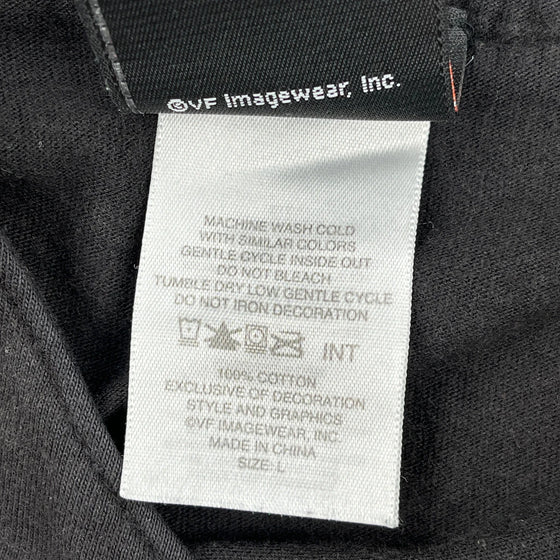 ©VF Imagewear, Inc.
MACHINE WASH COLD
WITH SIMILAR COLORS
GENTLE CYCLE INSIDE OUT
DO NOT BLEACH
TUMBLE DRY LOW GENTLE CYCLE
DO NOT IRON DECORATION
INT
100% COTTON
EXCLUSIVE OF DECORATION
STYLE AND GRAPHICS
©VF IMAGEWEAR, INC.
MADE IN CHINA
SIZE: L